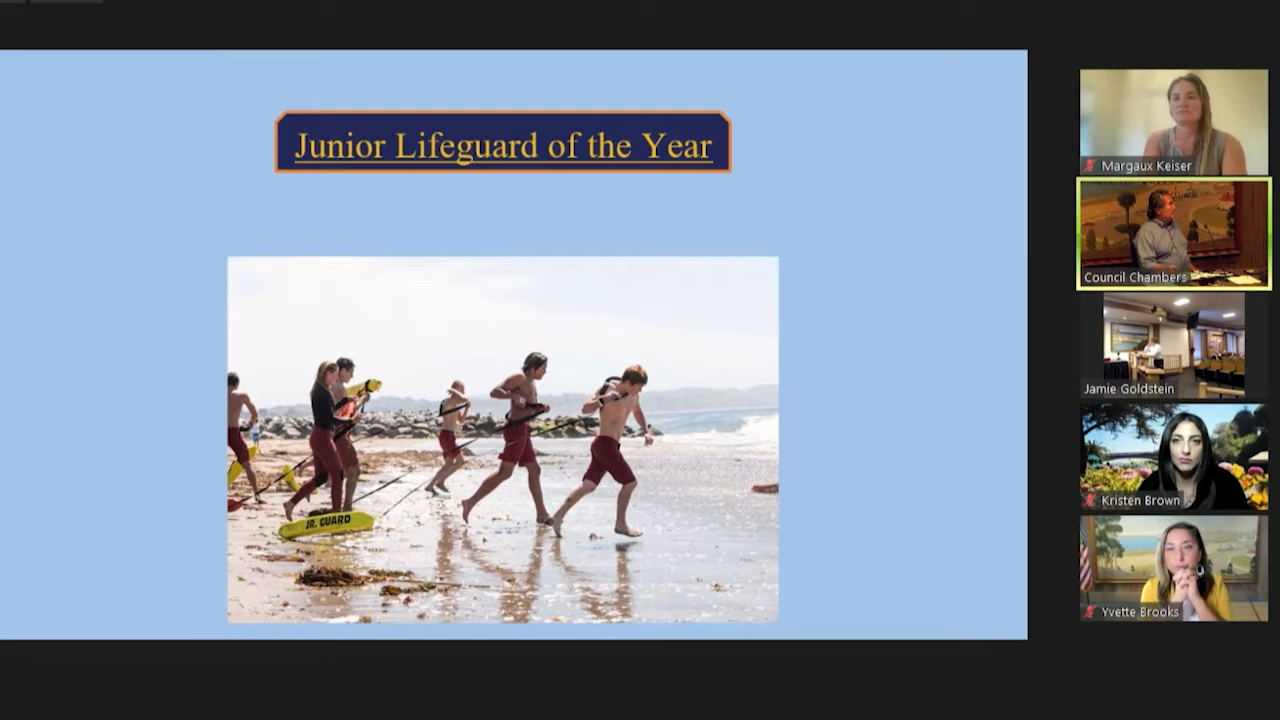 Junior Lifeguard of the Year
JR. GUARD
Margaux Keiser
Council Chambers
Jamie Goldstein
Kristen Brown
Yvette Brooks